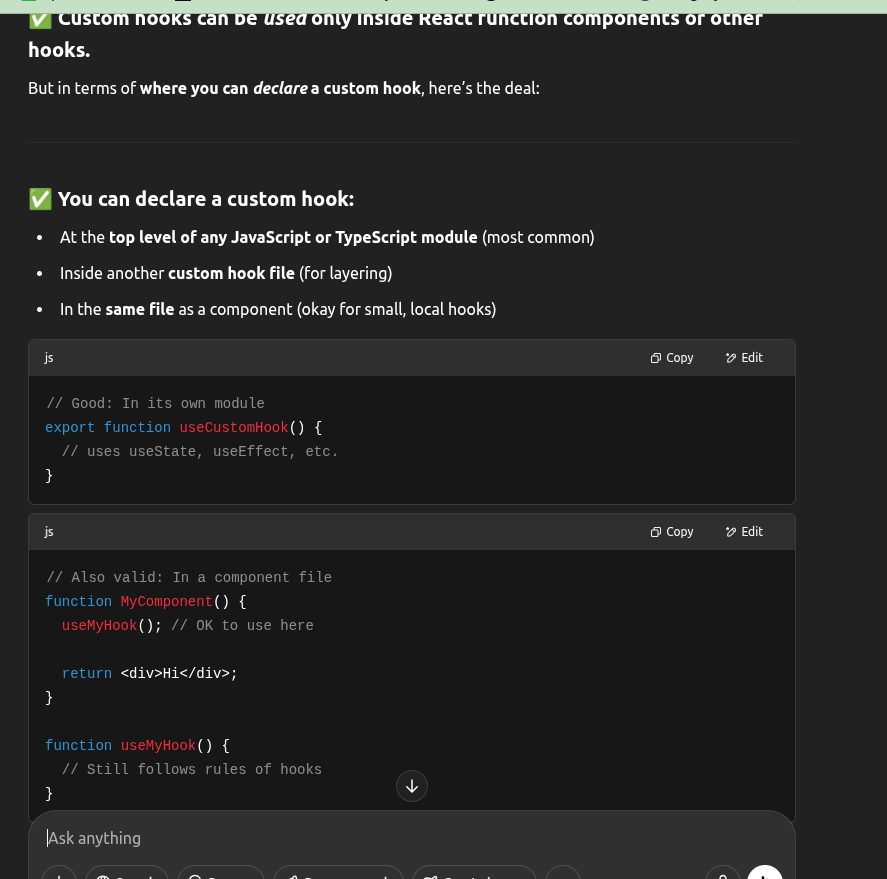 ✅ Custom hooks can be used only inside React function components or other
hooks.
But in terms of where you can declare a custom hook, here’s the deal:
✅ You can declare a custom hook:
• At the top level of any JavaScript or TypeScript module (most common)
• Inside another custom hook file (for layering)
• In the same file as a component (okay for small, local hooks)
js Copy Edit
// Good: In its own module
export function useCustomHook() {
  // uses useState, useEffect, etc.
}
js Copy Edit
// Also valid: In a component file
function MyComponent() {
  useMyHook(); // OK to use here
  return <div>Hi</div>;
}
function useMyHook() {
  // Still follows rules of hooks
}
Ask anything